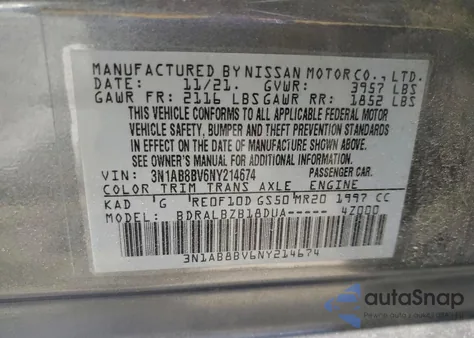 MANUFACTURED BY NISSAN MOTOR CO., LTD.
DATE: 11/21. GVWR: 3957 LBS
GAWR FR: 2116 LBS GAWR RR: 1852 LBS
THIS VEHICLE CONFORMS TO ALL APPLICABLE FEDERAL MOTOR
VEHICLE SAFETY, BUMPER AND THEFT PREVENTION STANDARDS
IN EFFECT ON THE DATE OF MANUFACTURE SHOWN ABOVE.
SEE OWNER'S MANUAL FOR ADDITIONAL INFORMATION.
VIN: 3N1AB8BV6NY214674 PASSENGER CAR
COLOR TRIM TRANS AXLE ENGINE
KAD G RE0F10D GS50 MR20 1997 CC
MODEL: BDRALBZB18DUA----- 4Z000
3N1AB8BV6NY214674
autoSnap